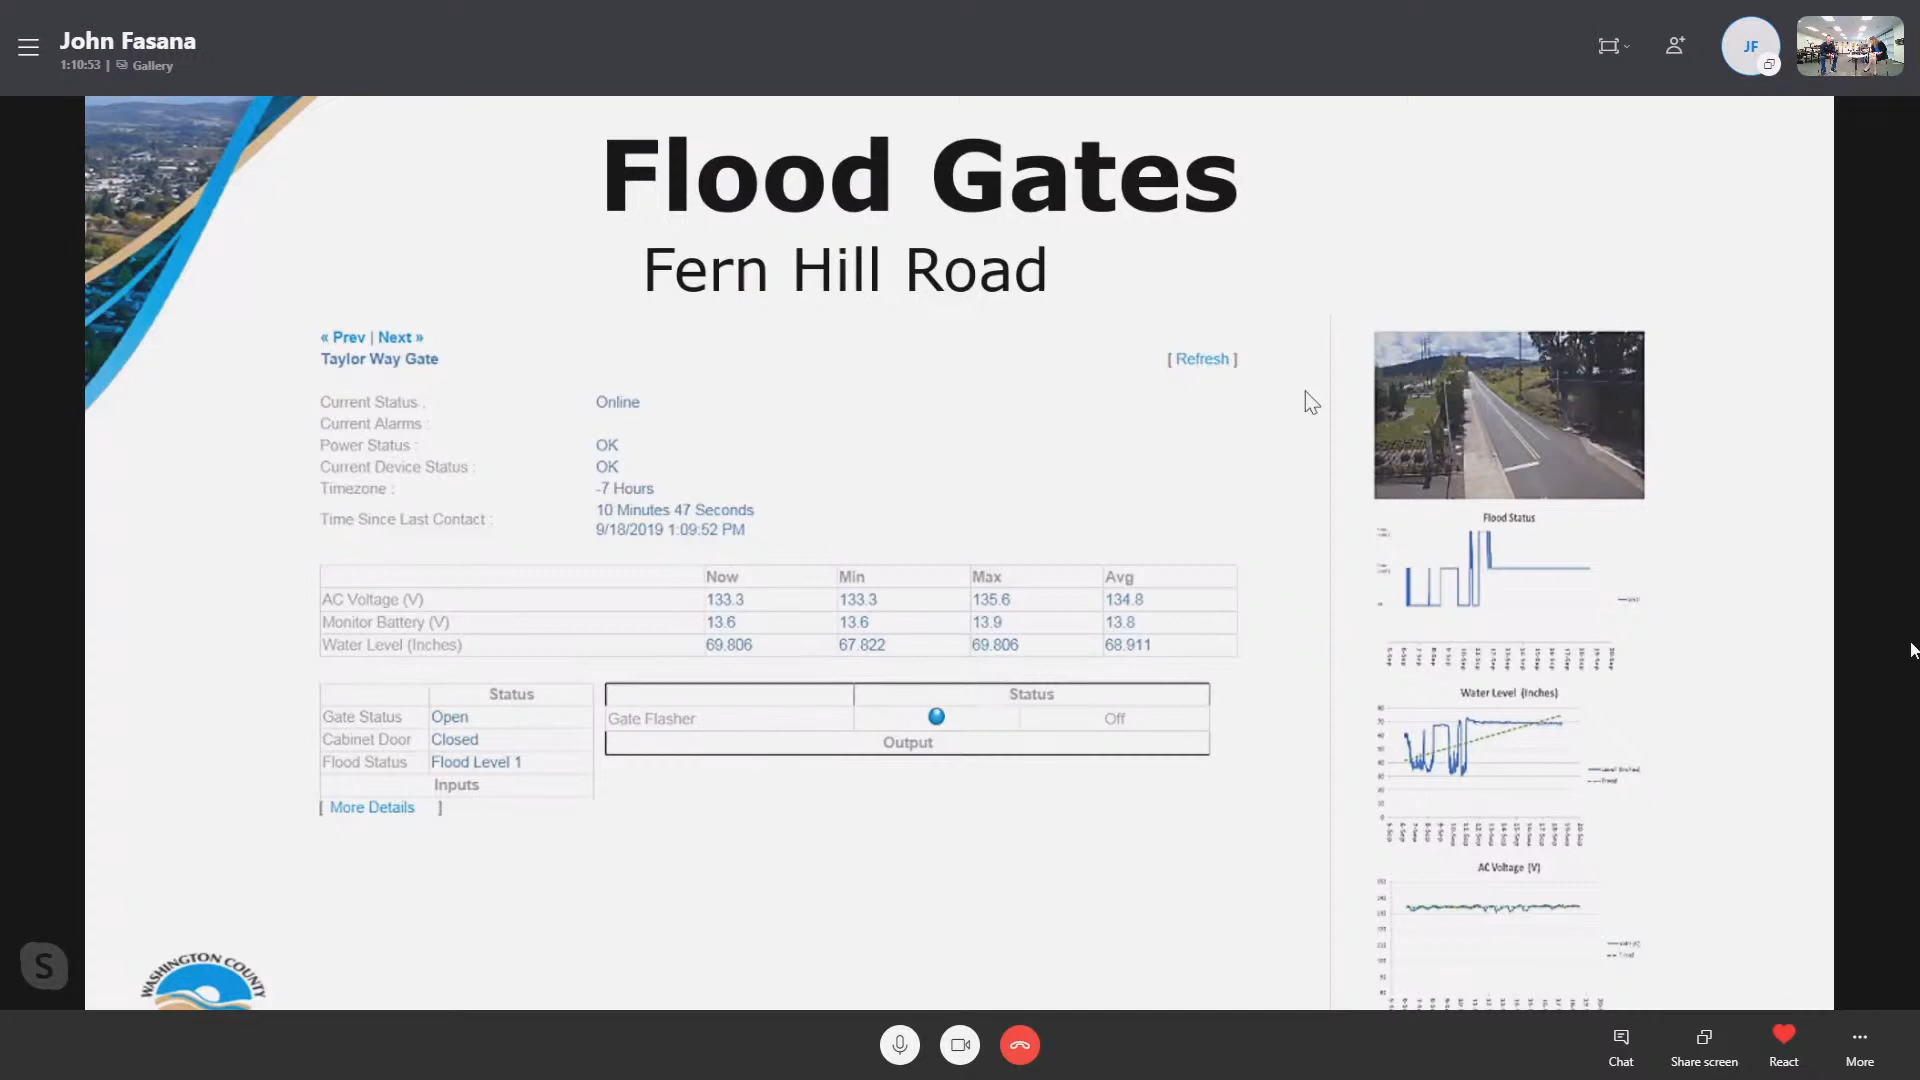 John Fasana
1:10:53 | Gallery
JF
Flood Gates
Fern Hill Road
« Prev | Next »
Taylor Way Gate
[ Refresh ]
Current Status : Online
Current Alarms :
Power Status : OK
Current Device Status : OK
Timezone : -7 Hours
Time Since Last Contact : 10 Minutes 47 Seconds
9/18/2019 1:09:52 PM
Now Min Max Avg
AC Voltage (V) 133.3 133.3 135.6 134.8
Monitor Battery (V) 13.6 13.6 13.9 13.8
Water Level (Inches) 69.806 67.822 69.806 68.911
Status
Gate Status Open
Cabinet Door Closed
Flood Status Flood Level 1
Inputs
[ More Details ]
Status
Gate Flasher Off
Output
Flood Status
Water Level (Inches)
AC Voltage (V)
S
WASHINGTON COUNTY
Chat
Share screen
React
More